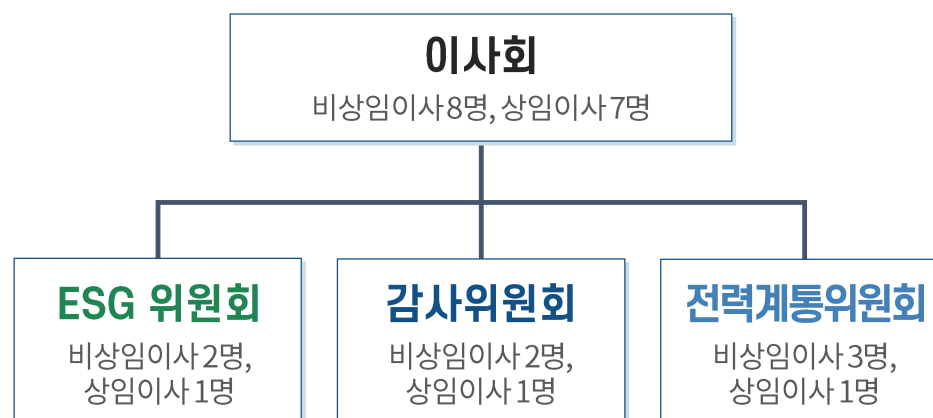 이사회
비상임이사 8명, 상임이사 7명
ESG 위원회
비상임이사 2명,
상임이사 1명
감사위원회
비상임이사 2명,
상임이사 1명
전력계통위원회
비상임이사 3명,
상임이사 1명